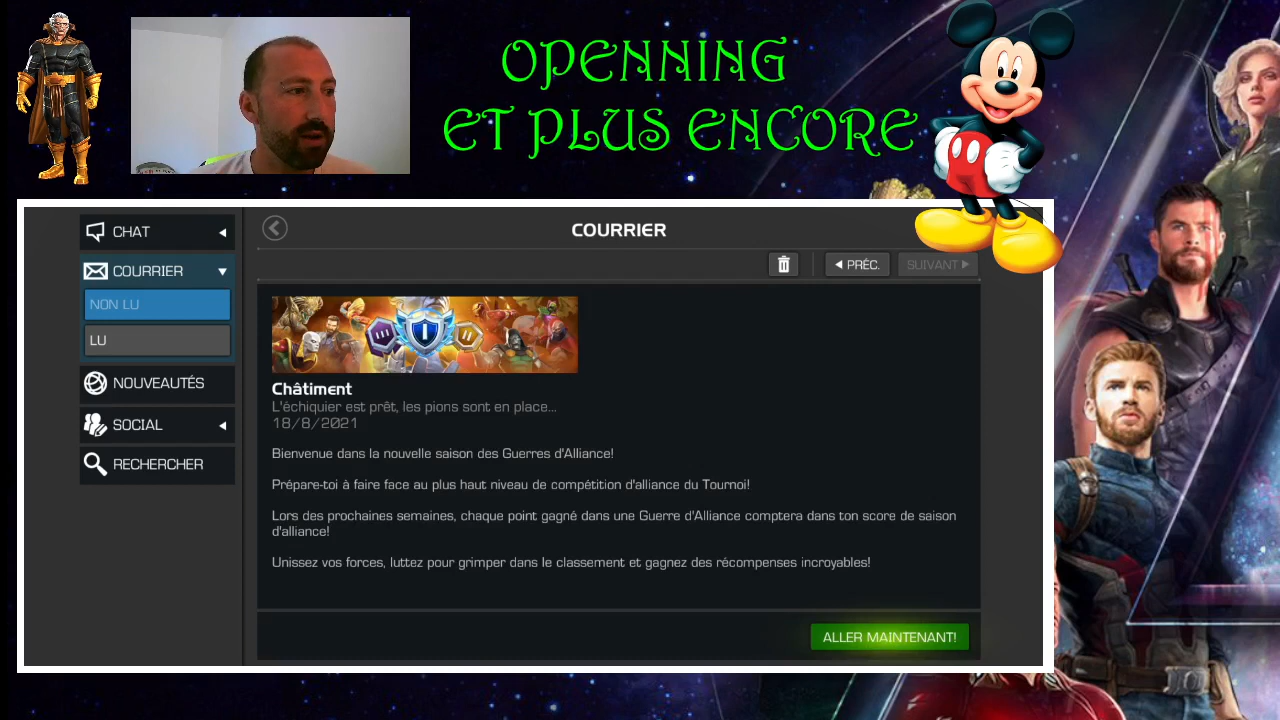 OPENNING
ET PLUS ENCORE
CHAT
COURRIER
NON LU
LU
NOUVEAUTÉS
SOCIAL
RECHERCHER
COURRIER
PRÉC.
SUIVANT
Châtiment
L'échiquier est prêt, les pions sont en place...
18/8/2021
Bienvenue dans la nouvelle saison des Guerres d'Alliance!
Prépare-toi à faire face au plus haut niveau de compétition d'alliance du Tournoi!
Lors des prochaines semaines, chaque point gagné dans une Guerre d'Alliance comptera dans ton score de saison
d'alliance!
Unissez vos forces, luttez pour grimper dans le classement et gagnez des récompenses incroyables!
ALLER MAINTENANT!